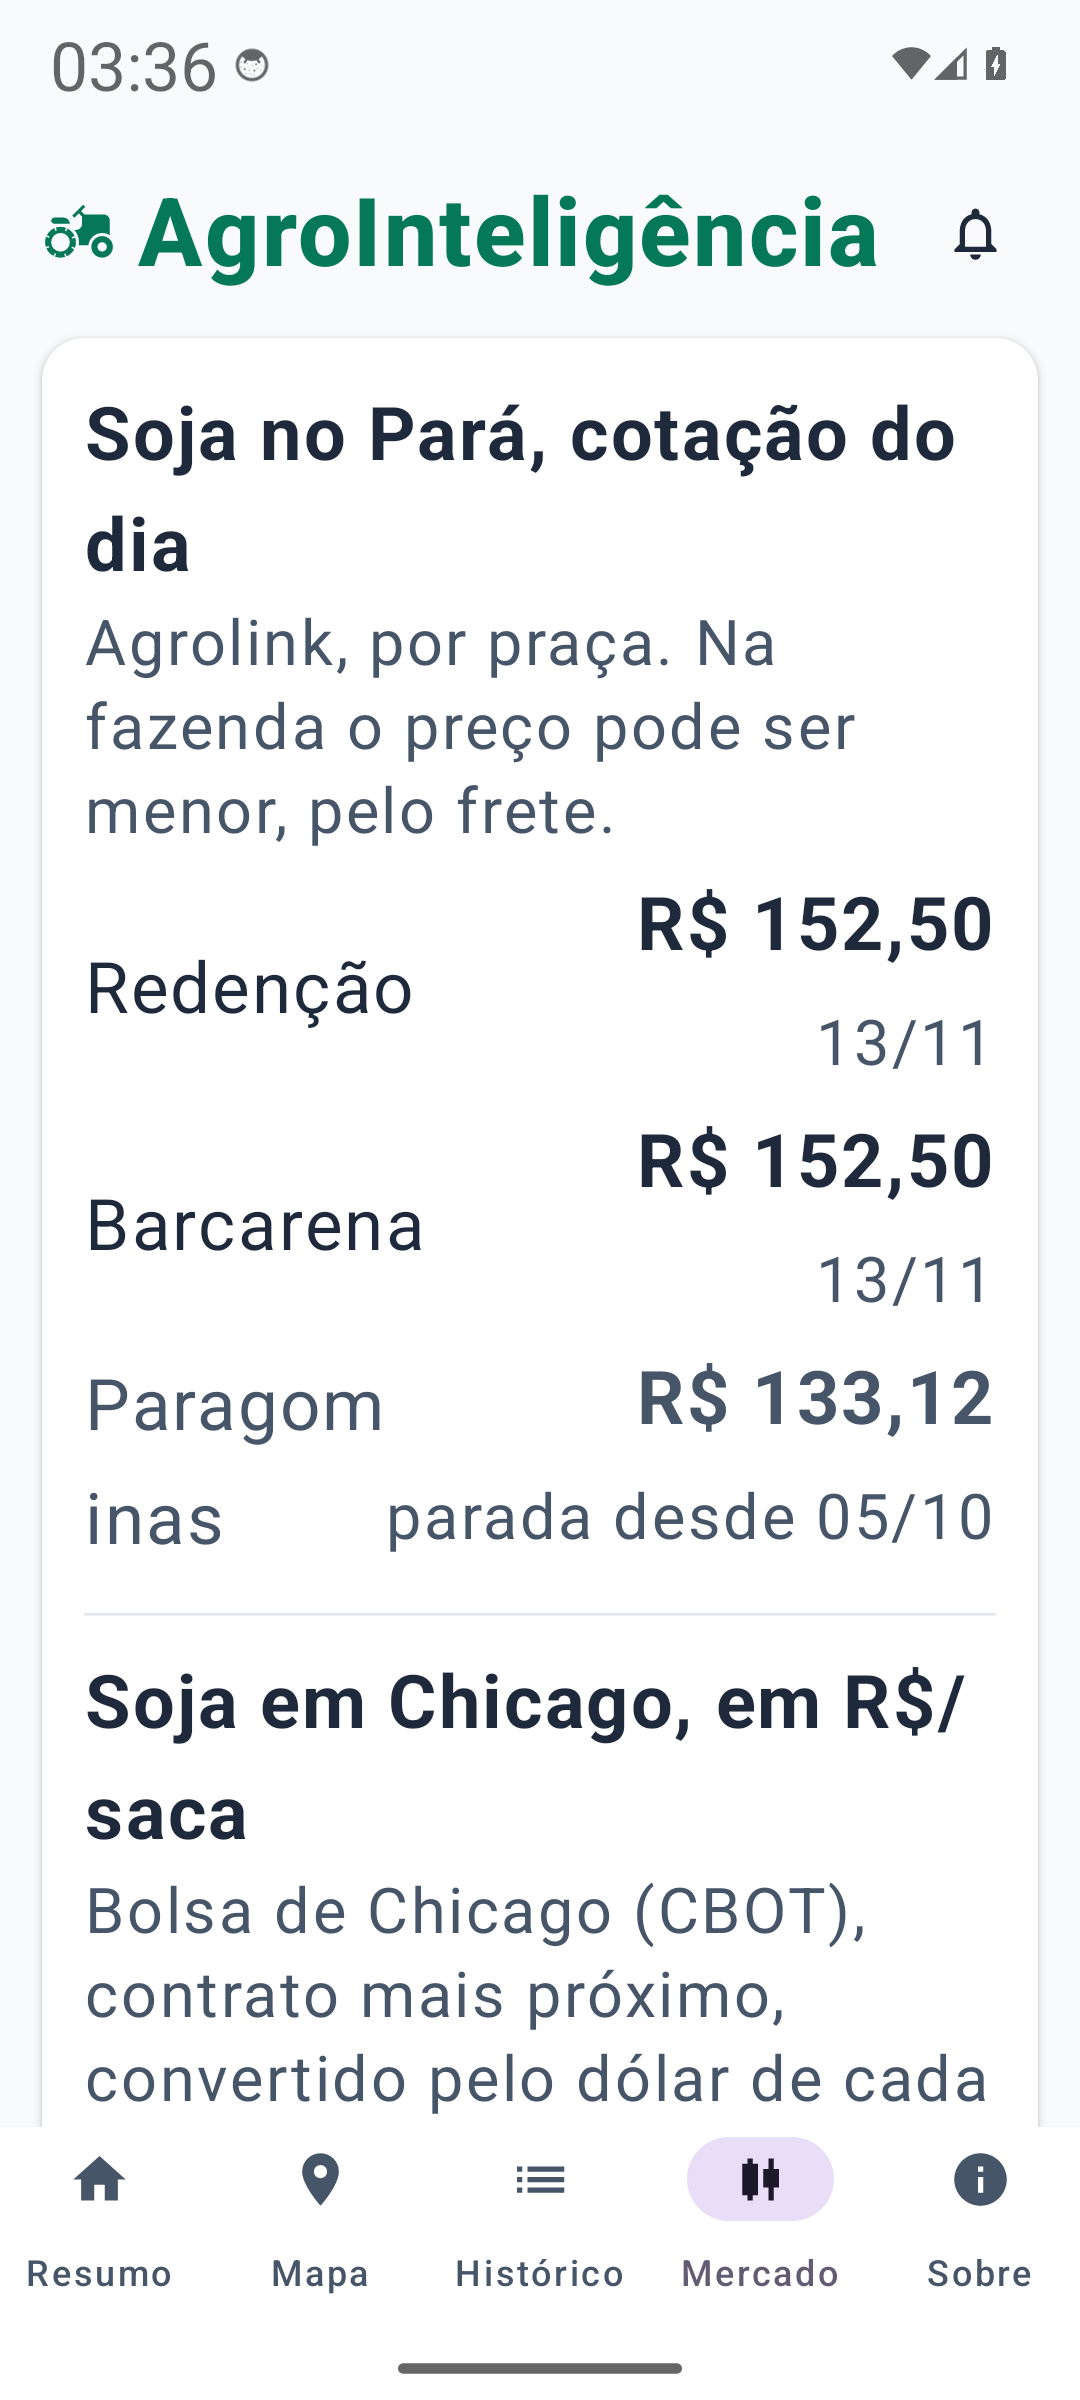 03:36
AgroInteligência
Soja no Pará, cotação do
dia
Agrolink, por praça. Na
fazenda o preço pode ser
menor, pelo frete.
Redenção
R$ 152,50
13/11
Barcarena
R$ 152,50
13/11
Paragom
inas
R$ 133,12
parada desde 05/10
Soja em Chicago, em R$/
saca
Bolsa de Chicago (CBOT),
contrato mais próximo,
convertido pelo dólar de cada
Resumo
Mapa
Histórico
Mercado
Sobre